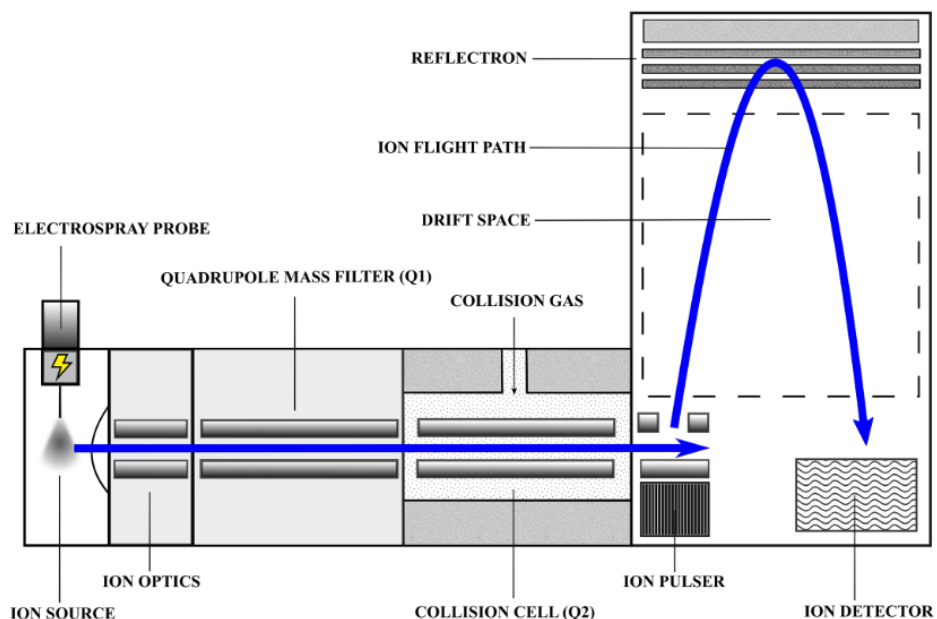 REFLECTRON
ION FLIGHT PATH
DRIFT SPACE
ELECTROSPRAY PROBE
QUADRUPOLE MASS FILTER (Q1)
COLLISION GAS
ION OPTICS
ION PULSER
ION SOURCE
COLLISION CELL (Q2)
ION DETECTOR